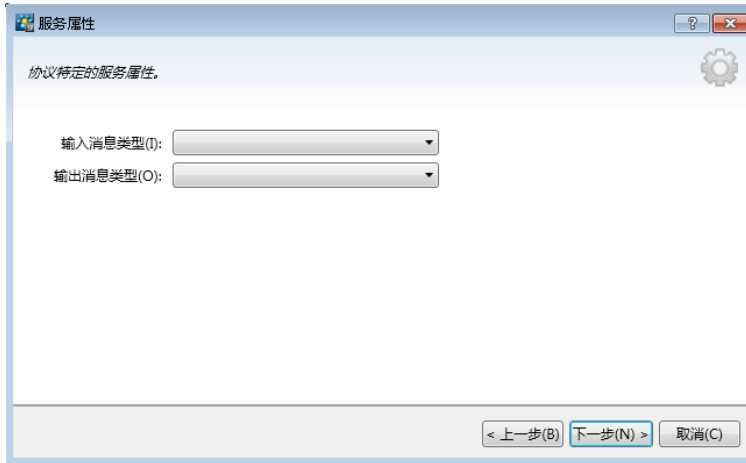 服务属性
协议特定的服务属性。
输入消息类型(I):
输出消息类型(O):
< 上一步(B) 下一步(N) > 取消(C)